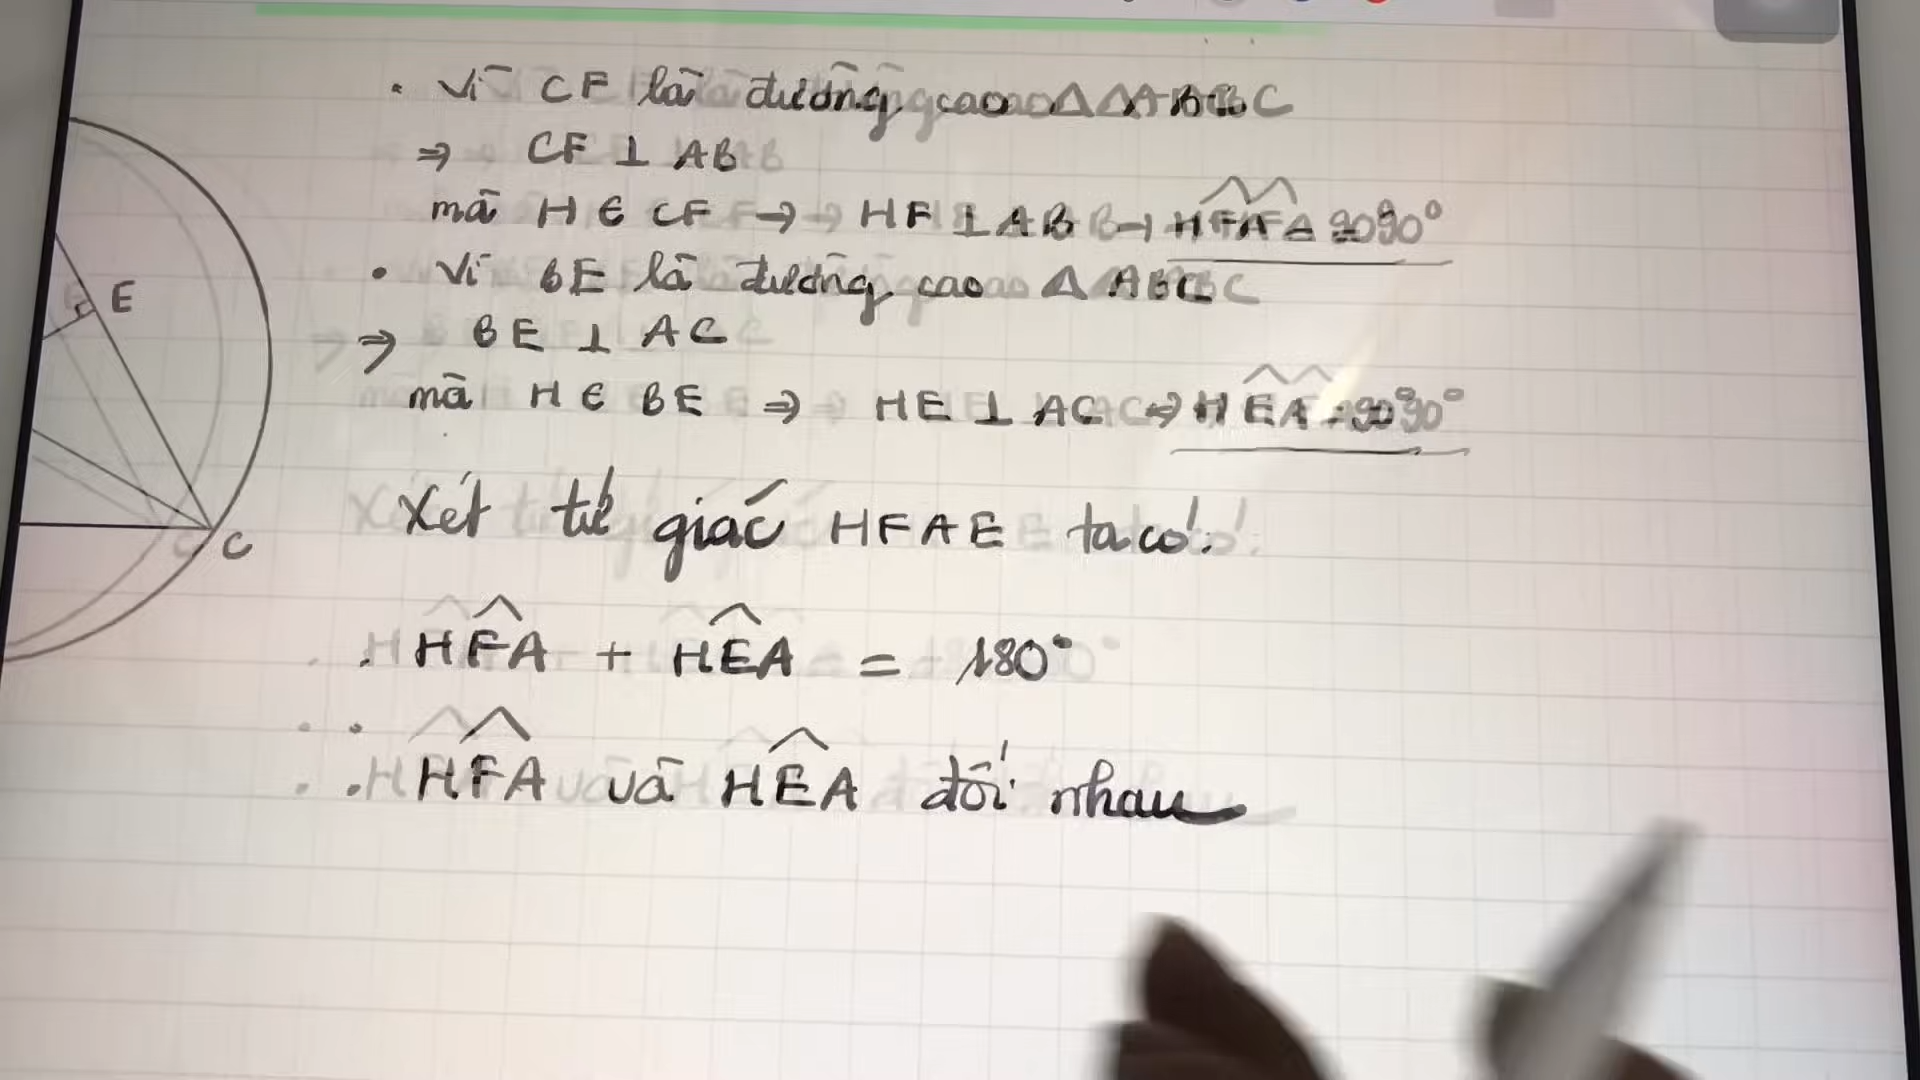 E
C
• Vì CF là đường cao △ABC
⇒ CF ⊥ AB
mà H ∈ CF → HF ⊥ AB → HFA = 90°
• Vì BE là đường cao △ABC
⇒ BE ⊥ AC
mà H ∈ BE ⇒ HE ⊥ AC ⇒ HEA = 90°
Xét tứ giác HFAE ta có:
. HFA + HEA = 180°
. HFA và HEA đối nhau